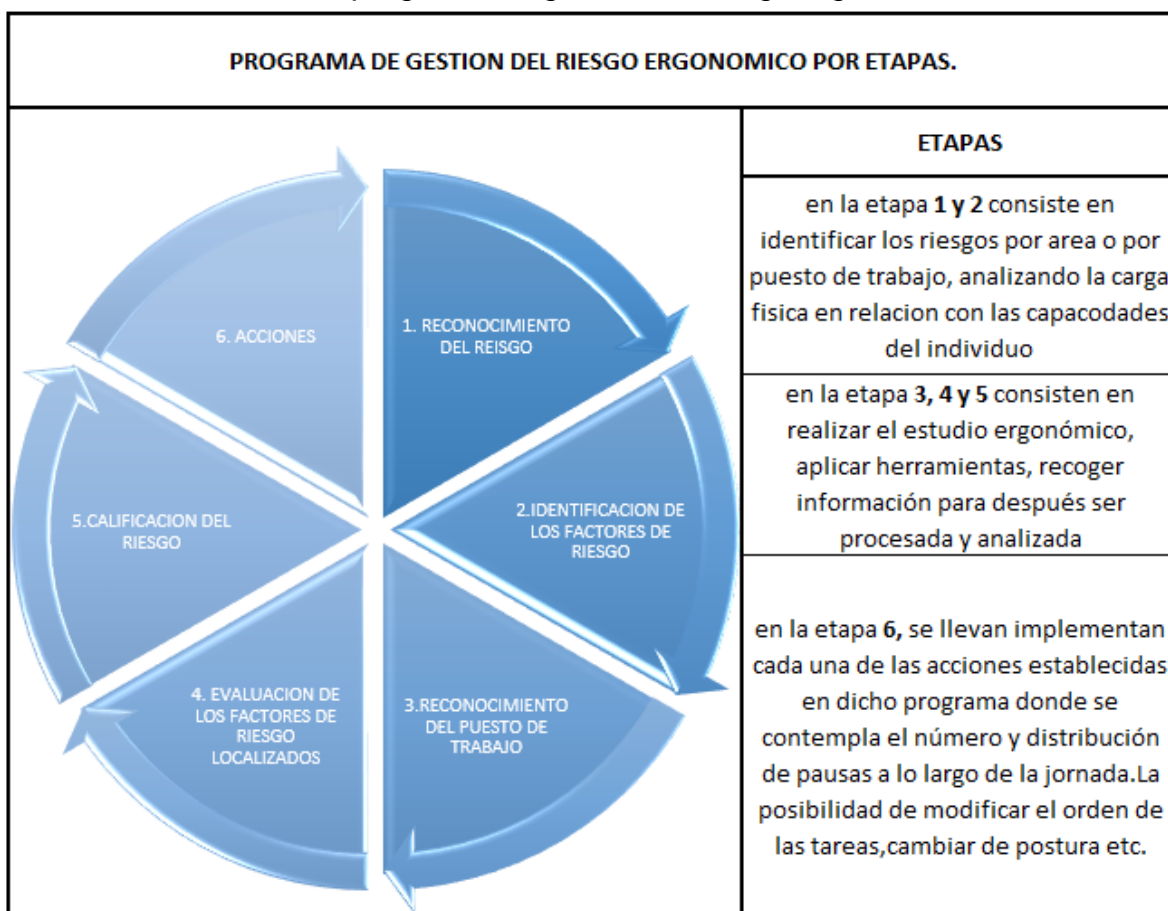 PROGRAMA DE GESTION DEL RIESGO ERGONOMICO POR ETAPAS.
6. ACCIONES
1. RECONOCIMIENTO
DEL REISGO
5.CALIFICACION DEL
RIESGO
2.IDENTIFICACION DE
LOS FACTORES DE
RIESGO
4. EVALUACION DE
LOS FACTORES DE
RIESGO
LOCALIZADOS
3.RECONOCIMIENTO
DEL PUESTO DE
TRABAJO
ETAPAS
en la etapa 1 y 2 consiste en
identificar los riesgos por area o por
puesto de trabajo, analizando la carga
fisica en relacion con las capacodades
del individuo
en la etapa 3, 4 y 5 consisten en
realizar el estudio ergonómico,
aplicar herramientas, recoger
información para después ser
procesada y analizada
en la etapa 6, se llevan implementan
cada una de las acciones establecidas
en dicho programa donde se
contempla el número y distribución
de pausas a lo largo de la jornada.La
posibilidad de modificar el orden de
las tareas,cambiar de postura etc.